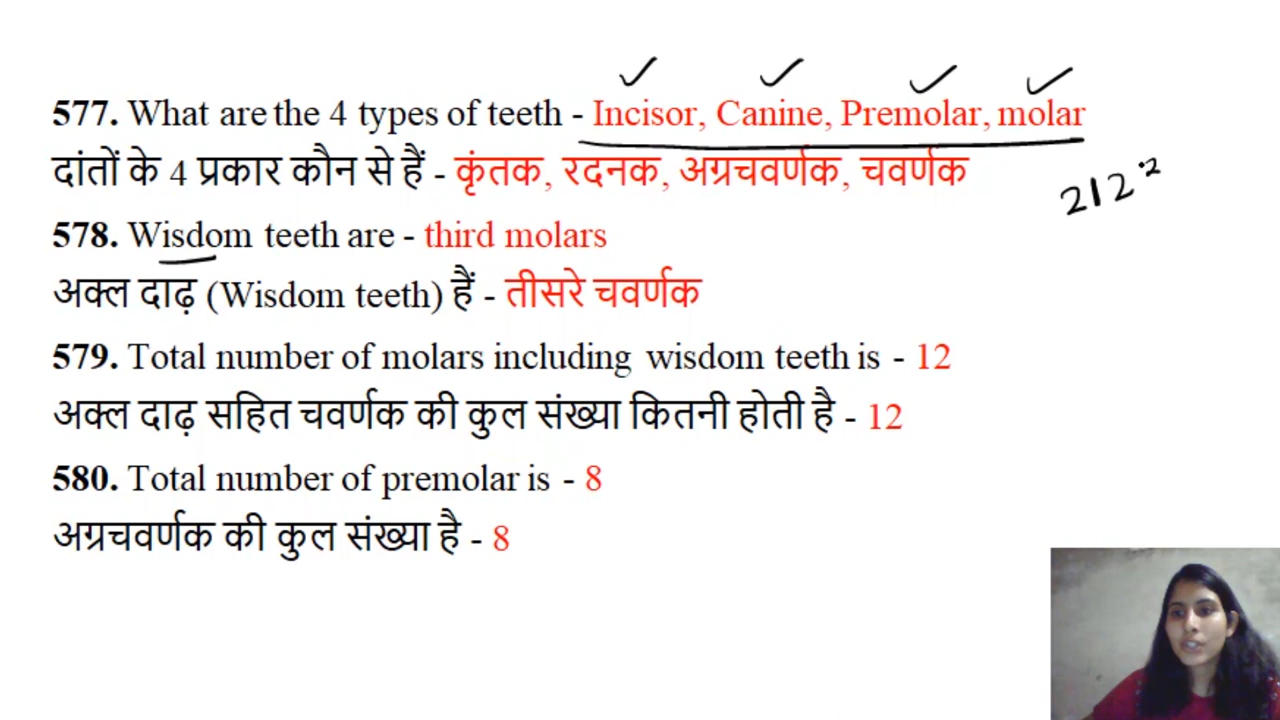 577. What are the 4 types of teeth - Incisor, Canine, Premolar, molar
दांतों के 4 प्रकार कौन से हैं - कृंतक, रदनक, अग्रचवर्णक, चवर्णक
212
578. Wisdom teeth are - third molars
अक्ल दाढ़ (Wisdom teeth) हैं - तीसरे चवर्णक
579. Total number of molars including wisdom teeth is - 12
अक्ल दाढ़ सहित चवर्णक की कुल संख्या कितनी होती है - 12
580. Total number of premolar is - 8
अग्रचवर्णक की कुल संख्या है - 8